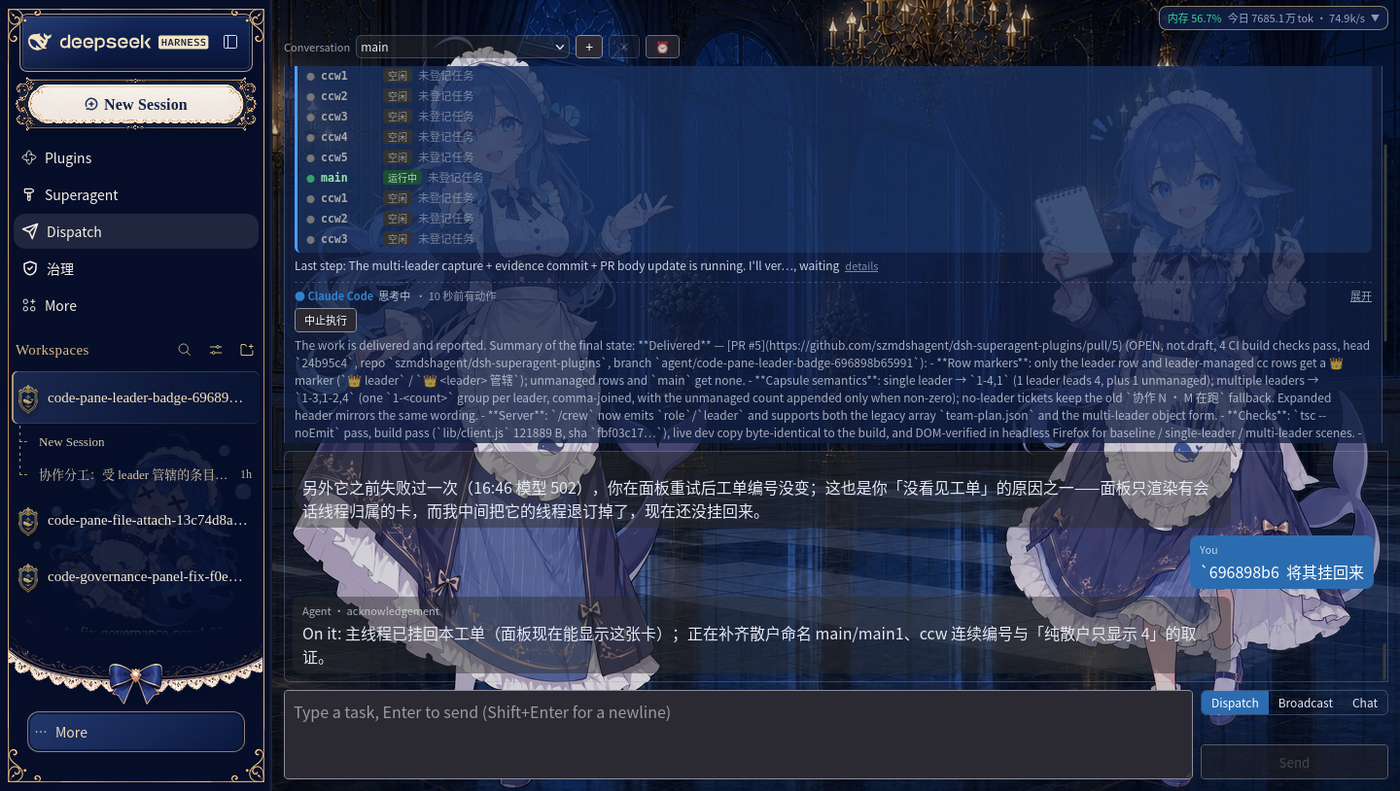 deepseek HARNESS
New Session
Plugins
Superagent
Dispatch
治理
More
Workspaces
code-pane-leader-badge-69689…
New Session
协作分工：受 leader 管辖的条目… 1h
code-pane-file-attach-13c74d8a…
code-governance-panel-fix-f0e…
··· More
内存 56.7% 今日 7685.1万 tok · 74.9k/s ▼
Conversation main + × ⏰
ccw1 空闲 未登记任务
ccw2 空闲 未登记任务
ccw3 空闲 未登记任务
ccw4 空闲 未登记任务
ccw5 空闲 未登记任务
main 运行中 未登记任务
ccw1 空闲 未登记任务
ccw2 空闲 未登记任务
ccw3 空闲 未登记任务
Last step: The multi-leader capture + evidence commit + PR body update is running. I'll ver…, waiting details
Claude Code 思考中 · 10 秒前有动作 展开
中止执行
The work is delivered and reported. Summary of the final state: **Delivered** — [PR #5](https://github.com/szmdshagent/dsh-superagent-plugins/pull/5) (OPEN, not draft, 4 CI build checks pass, head
`24b95c4`, repo `szmdshagent/dsh-superagent-plugins`, branch `agent/code-pane-leader-badge-696898b65991`): - **Row markers**: only the leader row and leader-managed cc rows get a 👑
marker (`👑 leader` / `👑 <leader> 管辖`); unmanaged rows and `main` get none. - **Capsule semantics**: single leader → `1-4,1` (1 leader leads 4, plus 1 unmanaged); multiple leaders →
`1-3,1-2,4` (one `1-<count>` group per leader, comma-joined, with the unmanaged count appended only when non-zero); no-leader tickets keep the old `协作 N · M 在跑` fallback. Expanded
header mirrors the same wording. - **Server**: `/crew` now emits `role`/`leader` and supports both the legacy array `team-plan.json` and the multi-leader object form. - **Checks**: `tsc --
noEmit` pass, build pass (`lib/client.js` 121889 B, sha `fbf03c17…`), live dev copy byte-identical to the build, and DOM-verified in headless Firefox for baseline / single-leader / multi-leader scenes. -
另外它之前失败过一次（16:46 模型 502），你在面板重试后工单编号没变；这也是你「没看见工单」的原因之一——面板只渲染有会
话线程归属的卡，而我中间把它的线程退订掉了，现在还没挂回来。
You
`696898b6 将其挂回来
Agent · acknowledgement
On it: 主线程已挂回本工单（面板现在能显示这张卡）；正在补齐散户命名 main/main1、ccw 连续编号与「纯散户只显示 4」的取
证。
Type a task, Enter to send (Shift+Enter for a newline)
Dispatch Broadcast Chat
Send